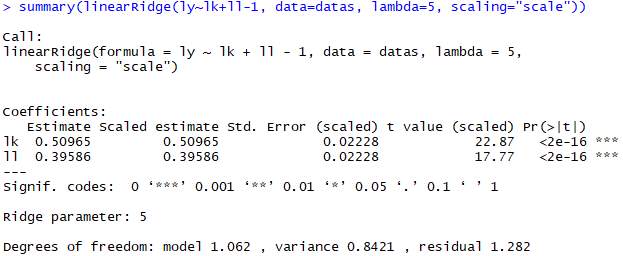 > summary(linearRidge(ly~lk+ll-1, data=datas, lambda=5, scaling="scale"))
Call:
linearRidge(formula = ly ~ lk + ll - 1, data = datas, lambda = 5,
scaling = "scale")
Coefficients:
Estimate Scaled estimate Std. Error (scaled) t value (scaled) Pr(>|t|)
lk 0.50965 0.50965 0.02228 22.87 <2e-16 ***
ll 0.39586 0.39586 0.02228 17.77 <2e-16 ***
---
Signif. codes: 0 ‘***’ 0.001 ‘**’ 0.01 ‘*’ 0.05 ‘.’ 0.1 ‘ ’ 1
Ridge parameter: 5
Degrees of freedom: model 1.062 , variance 0.8421 , residual 1.282